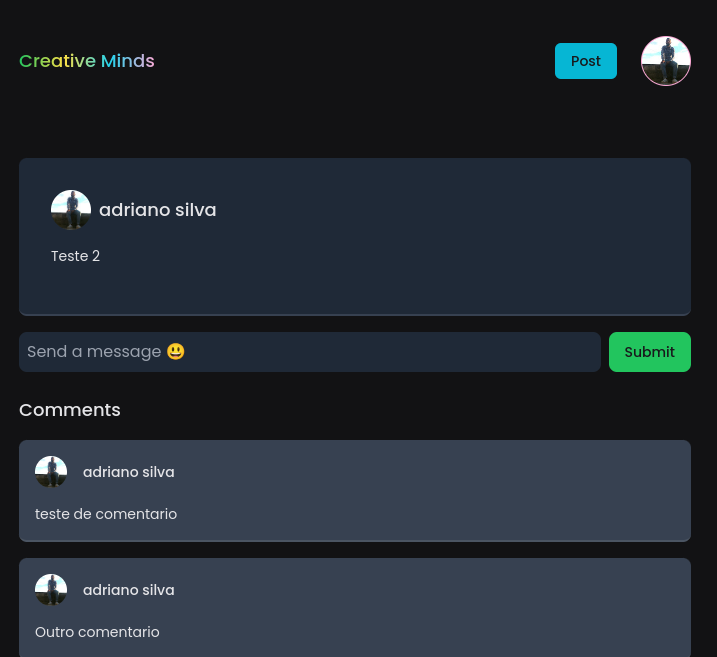 Creative Minds
Post
adriano silva
Teste 2
Send a message 😃
Submit
Comments
adriano silva
teste de comentario
adriano silva
Outro comentario